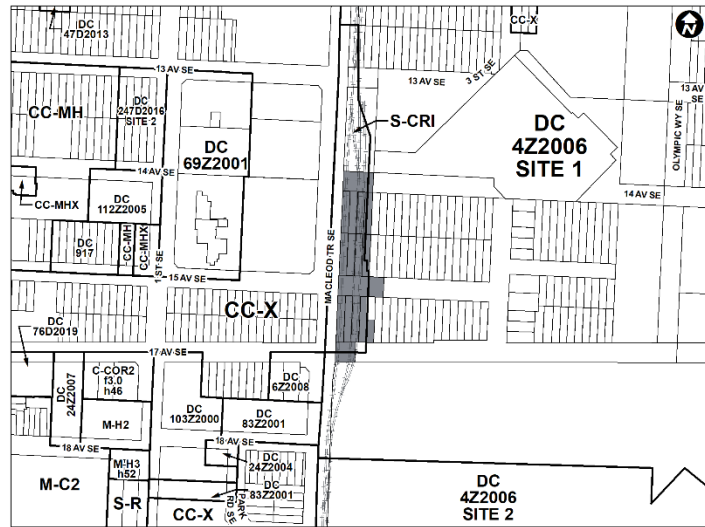 DC
47D2013
CC-X
N
13 AV SE
13 AV SE
3 ST SE
13 AV
SE
CC-MH
DC
247D2016
SITE 2
DC
69Z2001
S-CRI
DC
4Z2006
SITE 1
OLYMPIC WY SE
14 AV SE
14 AV SE
CC-MHX
DC
112Z2005
DC
917
CC-MH
CC-MHX
1 ST SE
15 AV SE
MACLEOD TR SE
CC-X
DC
76D2019
17 AV SE
DC
24Z2007
C-COR2
f3.0
h46
DC
6Z2008
M-H2
DC
103Z2000
DC
83Z2001
18 AV SE
18 AV SE
M-H3
h52
DC
24Z2004
DC
83Z2001
M-C2
S-R
CC-X
PARK
RD SE
DC
4Z2006
SITE 2